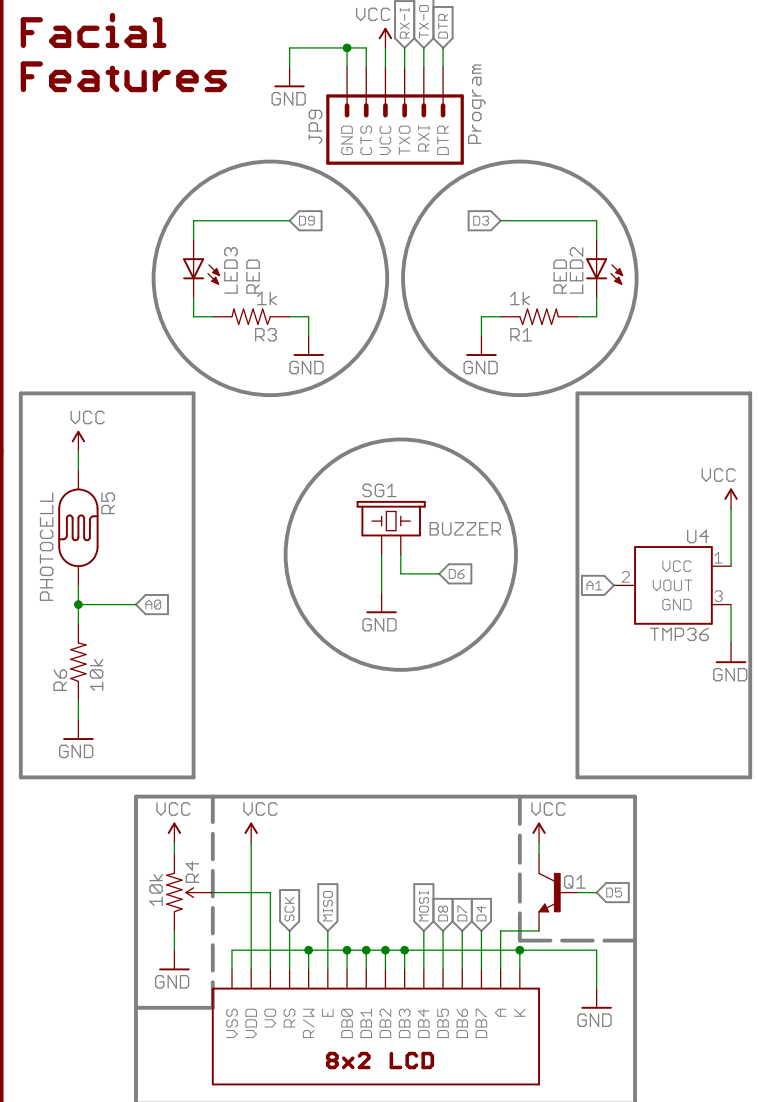 Facial
Features
VCC
RX-I
TX-O
DTR
GND
JP9
GND
CTS
VCC
TXO
RXI
DTR
Program
D9
LED3
RED
1k
R3
GND
D3
RED
LED2
1k
R1
GND
VCC
PHOTOCELL
R5
A0
R6
10k
GND
SG1
BUZZER
D6
GND
VCC
U4
1
VCC
A1
2
VOUT
GND
3
TMP36
GND
VCC
VCC
VCC
10k
R4
SCK
MISO
MOSI
D8
D7
D4
Q1
D5
GND
VSS
VDD
VO
RS
R/W
E
DB0
DB1
DB2
DB3
DB4
DB5
DB6
DB7
A
K
GND
8x2 LCD